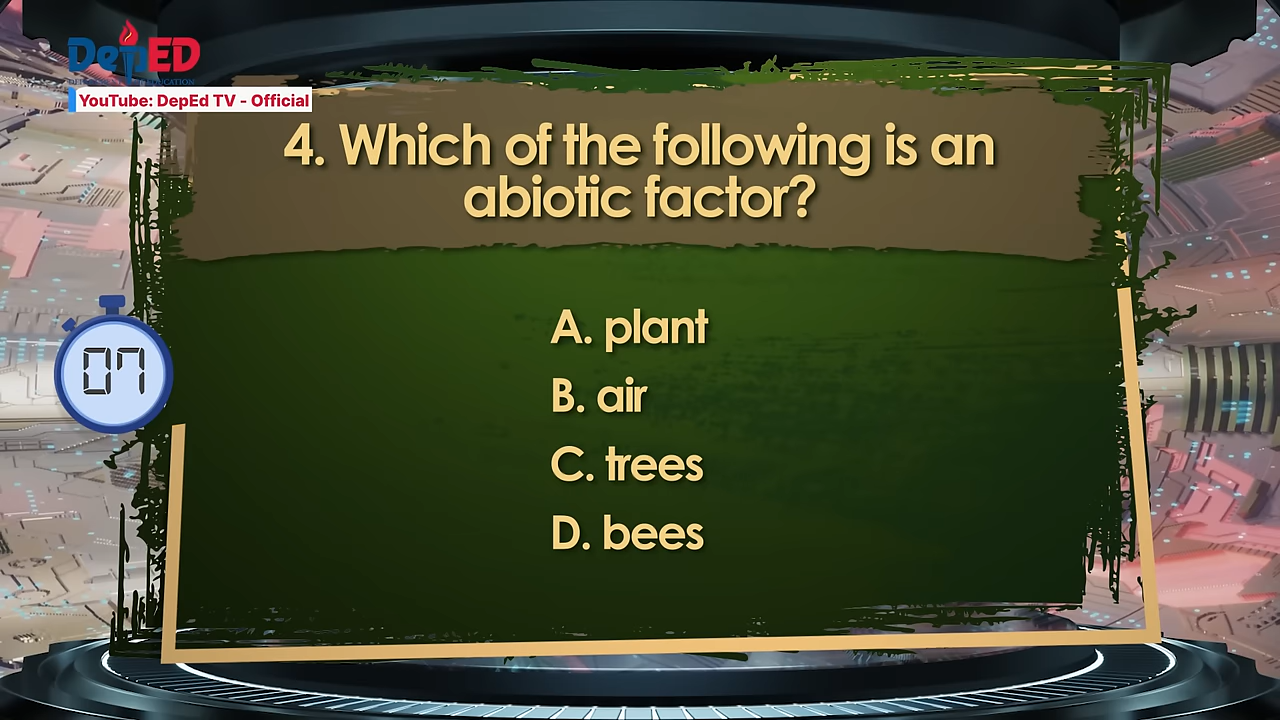 DepED
YouTube: DepEd TV - Official
4. Which of the following is an
abiotic factor?
07
A. plant
B. air
C. trees
D. bees